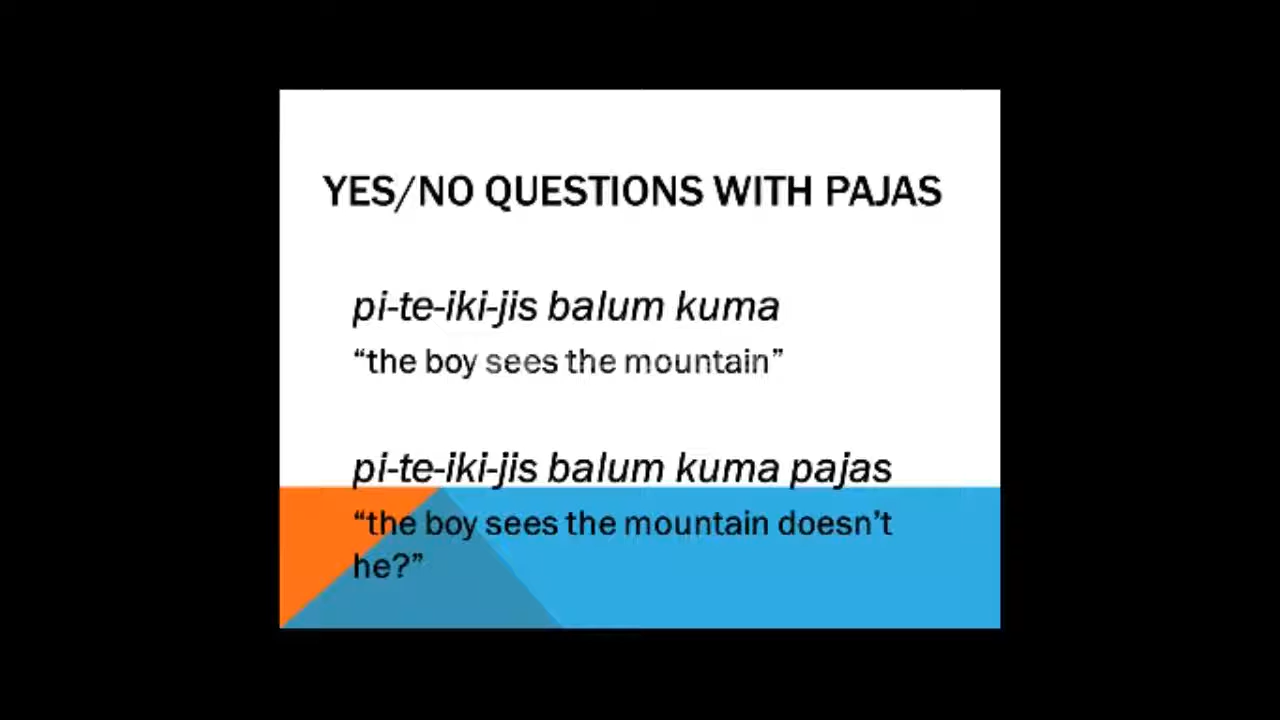 YES/NO QUESTIONS WITH PAJAS
pi-te-iki-jis balum kuma
“the boy sees the mountain”
pi-te-iki-jis balum kuma pajas
“the boy sees the mountain doesn’t
he?”